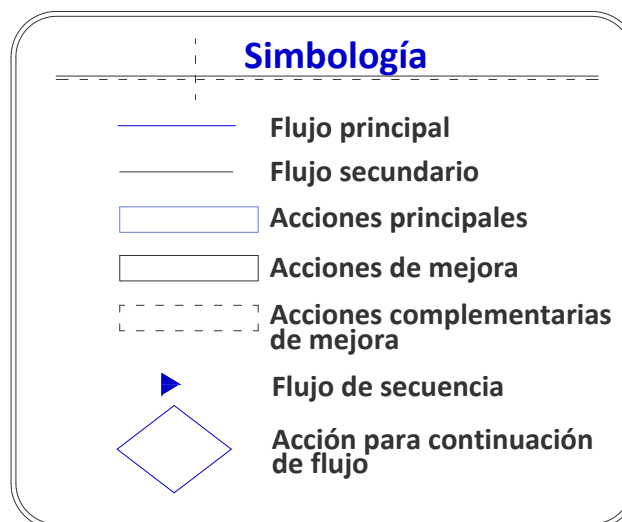 Simbología
Flujo principal
Flujo secundario
Acciones principales
Acciones de mejora
Acciones complementarias
de mejora
Flujo de secuencia
Acción para continuación
de flujo